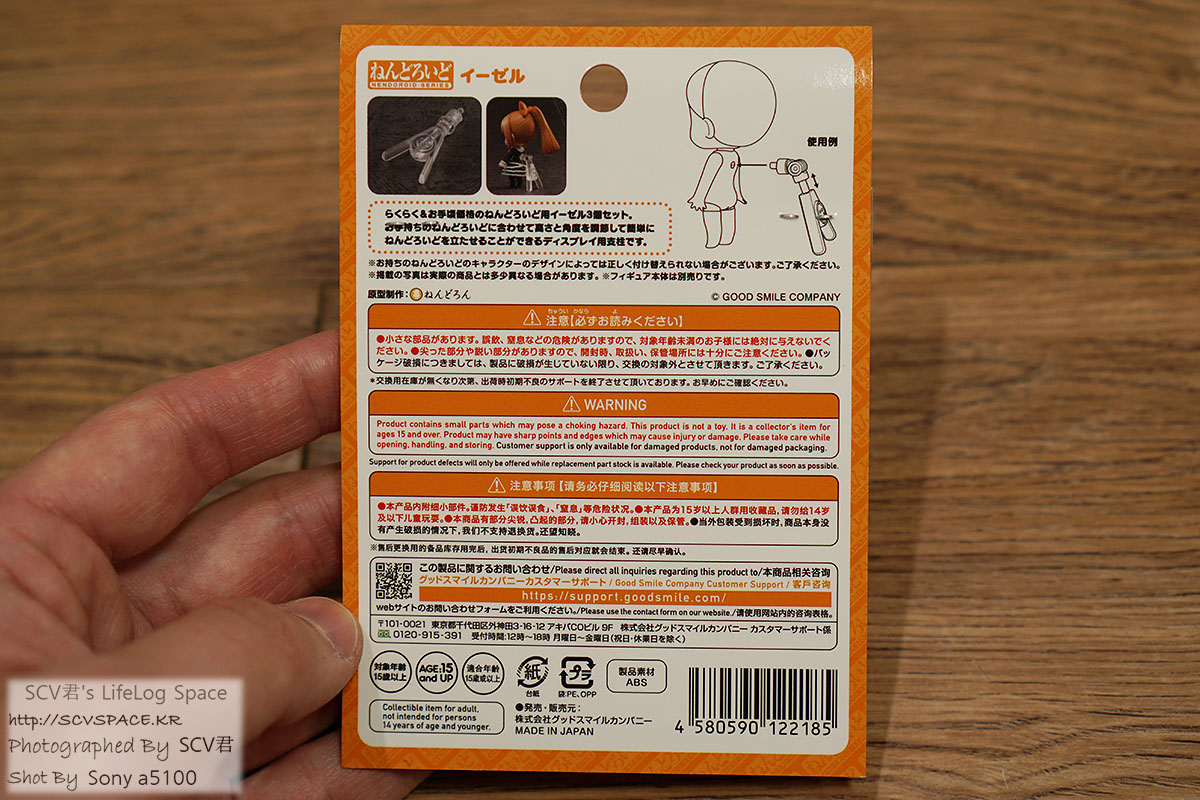 ねんどろいど イーゼル
NENDOROID-SERIES
使用例
らくらく&お手頃価格のねんどろいど用イーゼル3個セット。
お手持ちのねんどろいどに合わせて高さと角度を調節して簡単に
ねんどろいどを立たせることができるディスプレイ用支柱です。
※お持ちのねんどろいどのキャラクターのデザインによっては正しく付け替えられない場合がございます。ご了承ください。
※掲載の写真は実際の商品とは多少異なる場合があります。※フィギュア本体は別売りです。
原型制作：ねんどろん
© GOOD SMILE COMPANY
ちゅうい かなら よ
注意【必ずお読みください】
●小さな部品があります。誤飲、窒息などの危険がありますので、対象年齢未満のお子様には絶対に与えないでく
ださい。●尖った部分や鋭い部分がありますので、開封時、取扱い、保管場所には十分にご注意ください。●パッ
ケージ破損につきましては、製品に破損が生じていない限り、交換の対象外とさせて頂きます。ご了承ください。
*交換用在庫が無くなり次第、出荷時初期不良のサポートを終了させて頂いております。お早めにご確認ください。
WARNING
Product contains small parts which may pose a choking hazard. This product is not a toy. It is a collector's item for
ages 15 and over. Product may have sharp points and edges which may cause injury or damage. Please take care while
opening, handling, and storing. Customer support is only available for damaged products, not for damaged packaging.
Support for product defects will only be offered while replacement part stock is available. Please check your product as soon as possible.
注意事项【请务必仔细阅读以下注意事项】
●本产品内附细小部件。谨防发生「误饮误食」、「窒息」等危险状况。●本产品为15岁以上人群用收藏品，请勿给14岁
及以下儿童玩耍。●本商品有部分尖锐，凸起的部分，请小心开封，组装以及保管。●当外包装受到损坏时，商品本身没
有产生破损的情况下，我们不支持退换货。还望知晓。
※售后更换用的备品库存用完后，出货初期不良品的售后对应就会结束。还请尽早确认。
この製品に関するお問い合わせ/Please direct all inquiries regarding this product to/本商品相关咨询
グッドスマイルカンパニーカスタマーサポート / Good Smile Company Customer Support / 客戶咨询
https://support.goodsmile.com/
webサイトのお問い合わせフォームをご利用ください。/Please use the contact form on our website./请使用网站内的咨询表格。
〒101-0021 東京都千代田区外神田3-16-12 アキバCOビル 9F 株式会社グッドスマイルカンパニー カスタマーサポート係
0120-915-391 受付時間:12時〜18時 月曜日〜金曜日(祝日・休業日を除く)
対象年齢
15歳以上
AGE:15
and UP
適合年齢
15歲或以上
紙
台紙
プラ
袋:PE、OPP
製品素材
ABS
Collectible item for adult,
not intended for persons
14 years of age and younger.
●発売・販売元：
株式会社グッドスマイルカンパニー
MADE IN JAPAN
4 580590 122185
SCV君's LifeLog Space
http://SCVSPACE.KR
Photographed By SCV君
Shot By Sony a5100